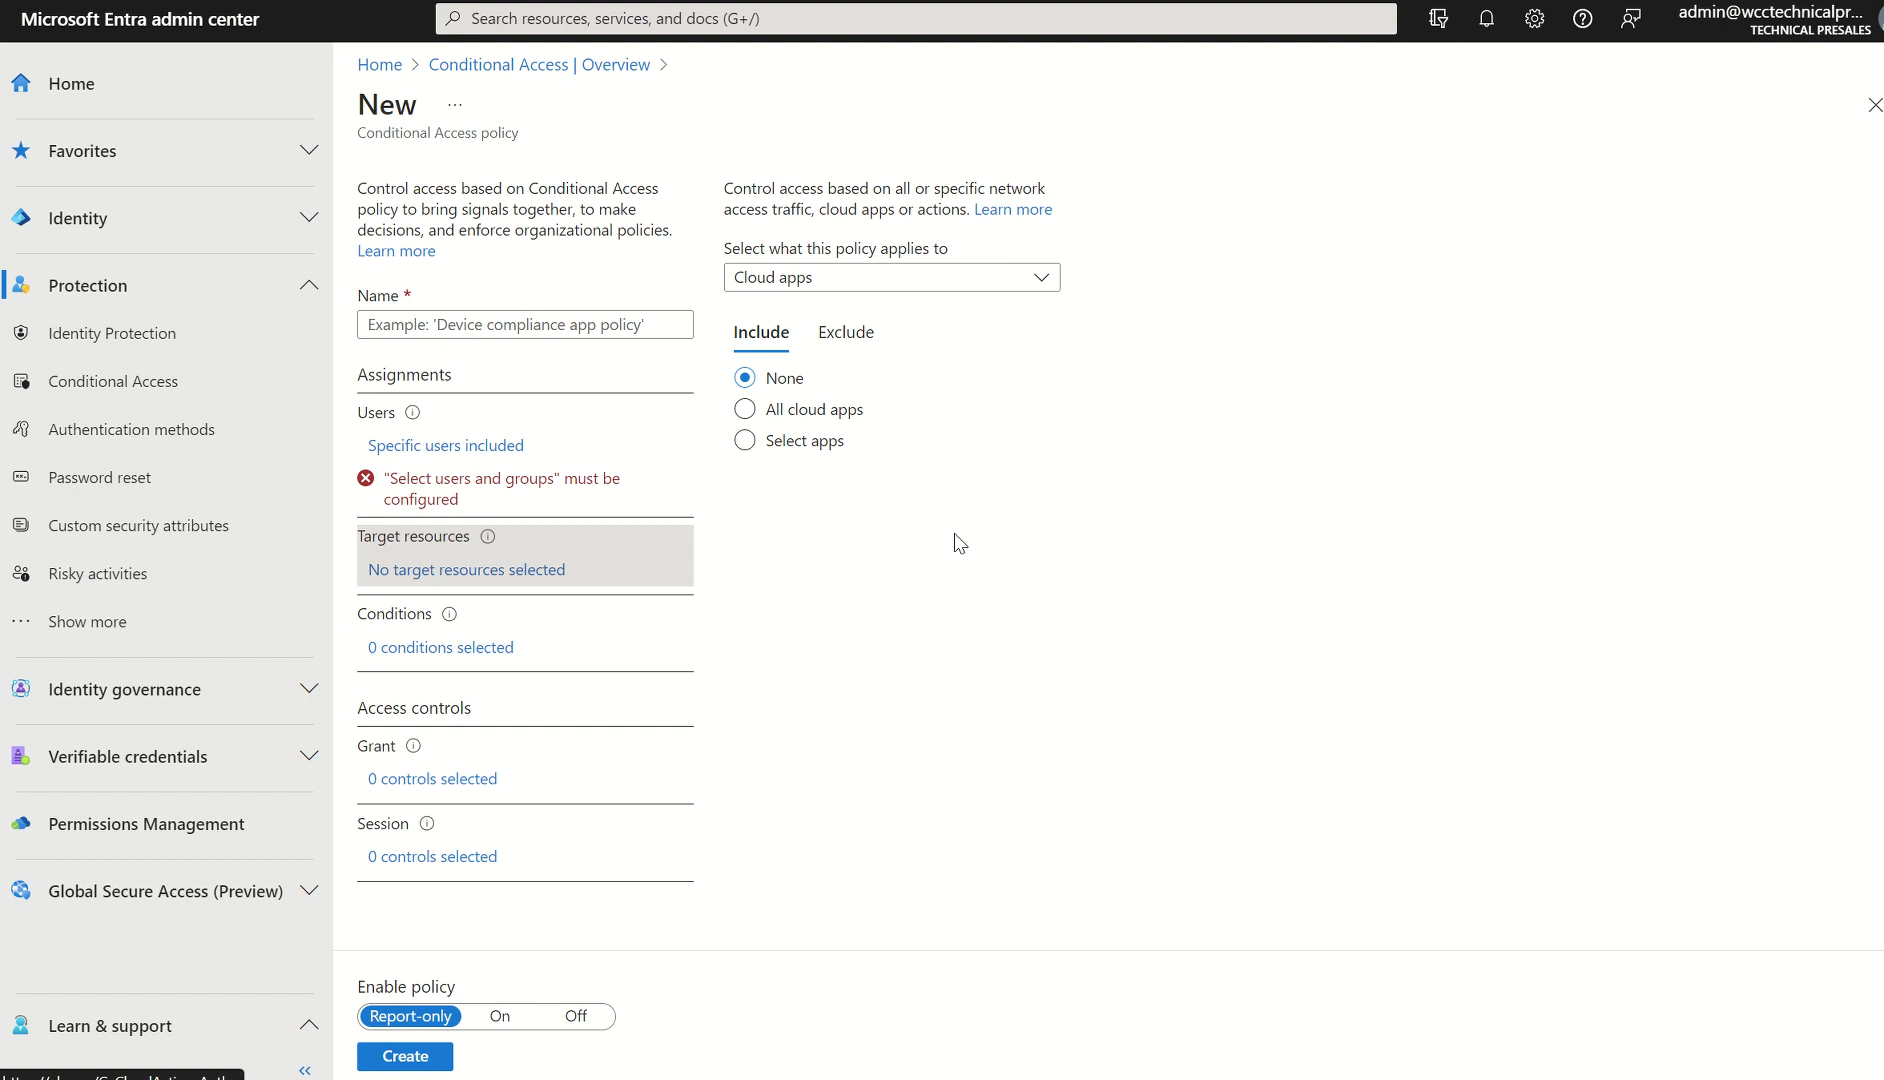 Microsoft Entra admin center
Search resources, services, and docs (G+/)
admin@wcctechnicalpr...
TECHNICAL PRESALES
Home
Favorites
Identity
Protection
Identity Protection
Conditional Access
Authentication methods
Password reset
Custom security attributes
Risky activities
Show more
Identity governance
Verifiable credentials
Permissions Management
Global Secure Access (Preview)
Learn & support
Home > Conditional Access | Overview >
New ...
Conditional Access policy
Control access based on Conditional Access
policy to bring signals together, to make
decisions, and enforce organizational policies.
Learn more
Name *
Example: 'Device compliance app policy'
Assignments
Users
Specific users included
"Select users and groups" must be
configured
Target resources
No target resources selected
Conditions
0 conditions selected
Access controls
Grant
0 controls selected
Session
0 controls selected
Control access based on all or specific network
access traffic, cloud apps or actions. Learn more
Select what this policy applies to
Cloud apps
Include Exclude
None
All cloud apps
Select apps
Enable policy
Report-only On Off
Create